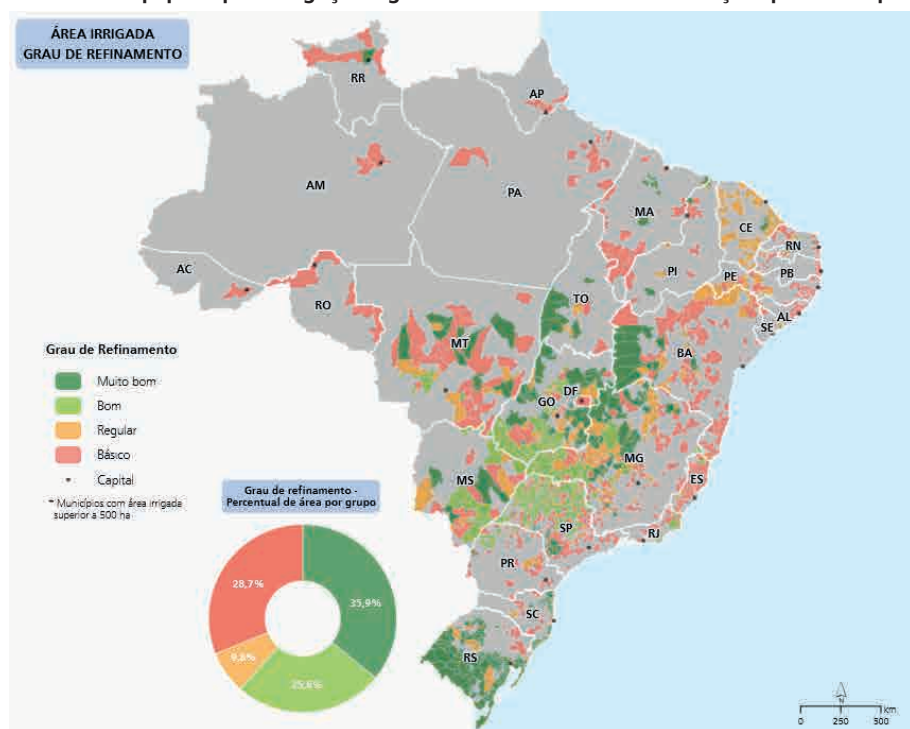 ÁREA IRRIGADA
GRAU DE REFINAMENTO
RR
AP
AM
PA
MA
CE
RN
PB
PE
PI
AL
SE
AC
RO
TO
BA
MT
DF
GO
MG
ES
MS
SP
RJ
PR
SC
RS
Grau de Refinamento
Muito bom
Bom
Regular
Básico
Capital
* Municípios com área irrigada
superior a 500 ha
Grau de refinamento -
Percentual de área por grupo
28,7%
35,9%
9,8%
25,6%
N
km
0 250 500